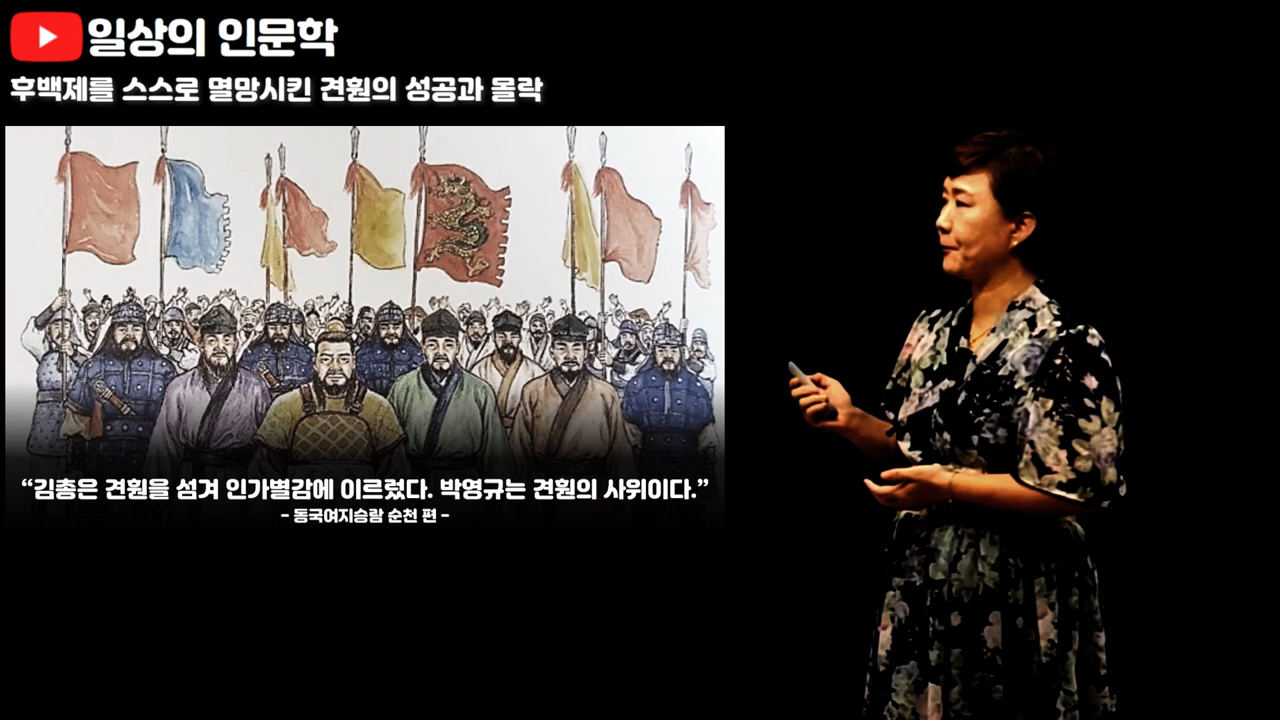 일상의 인문학
후백제를 스스로 멸망시킨 견훤의 성공과 몰락
“김총은 견훤을 섬겨 인가별감에 이르렀다. 박영규는 견훤의 사위이다.”
- 동국여지승람 순천 편 -